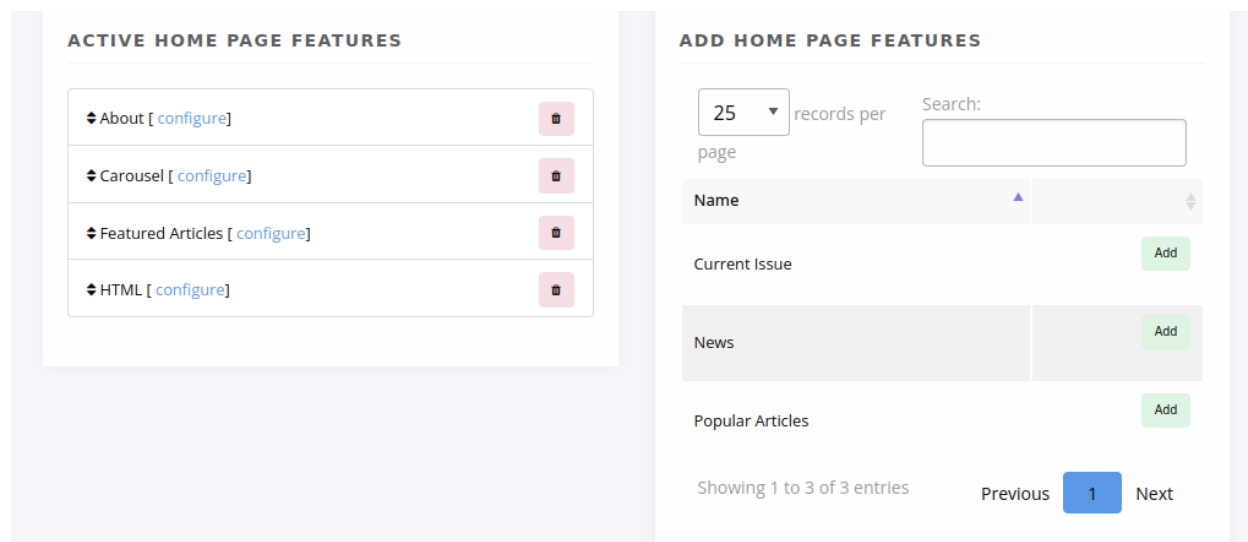 ACTIVE HOME PAGE FEATURES
About [ configure]
Carousel [ configure]
Featured Articles [ configure]
HTML [ configure]
ADD HOME PAGE FEATURES
25 records per page
Search:
Name
Current Issue Add
News Add
Popular Articles Add
Showing 1 to 3 of 3 entries Previous 1 Next